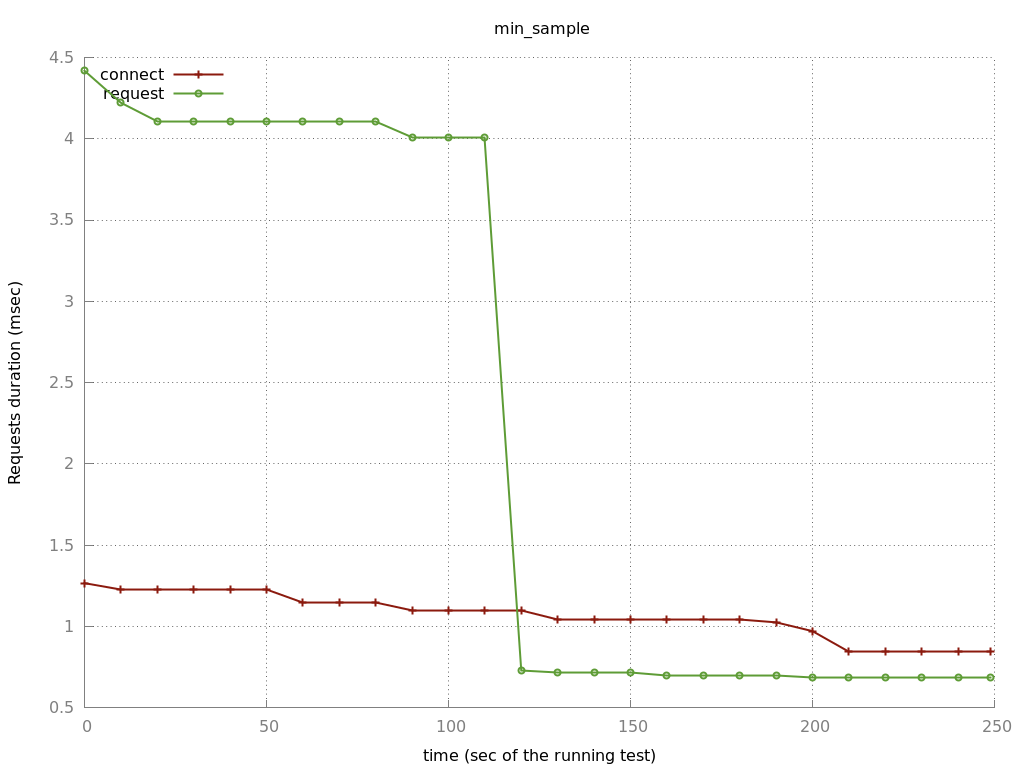 min_sample
connect
request
4.5
4
3.5
3
2.5
2
1.5
1
0.5
0 50 100 150 200 250
Requests duration (msec)
time (sec of the running test)